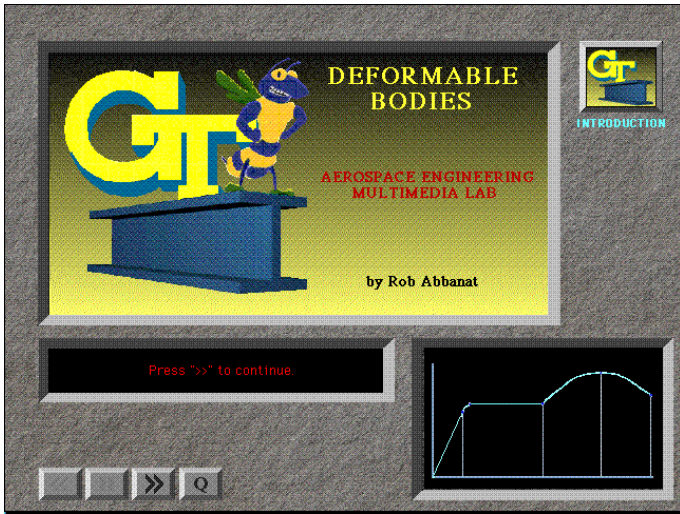 GT
DEFORMABLE
BODIES
AEROSPACE ENGINEERING
MULTIMEDIA LAB
by Rob Abbanat
GT
INTRODUCTION
Press ">>" to continue.
>> Q